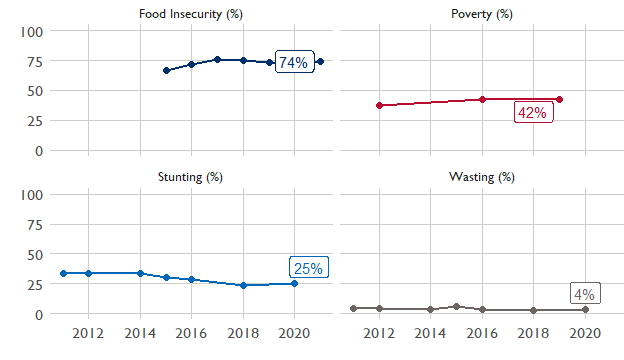 Food Insecurity (%)
Poverty (%)
100
75
50
25
0
74%
42%
Stunting (%)
Wasting (%)
100
75
50
25
0
25%
4%
2012 2014 2016 2018 2020
2012 2014 2016 2018 2020